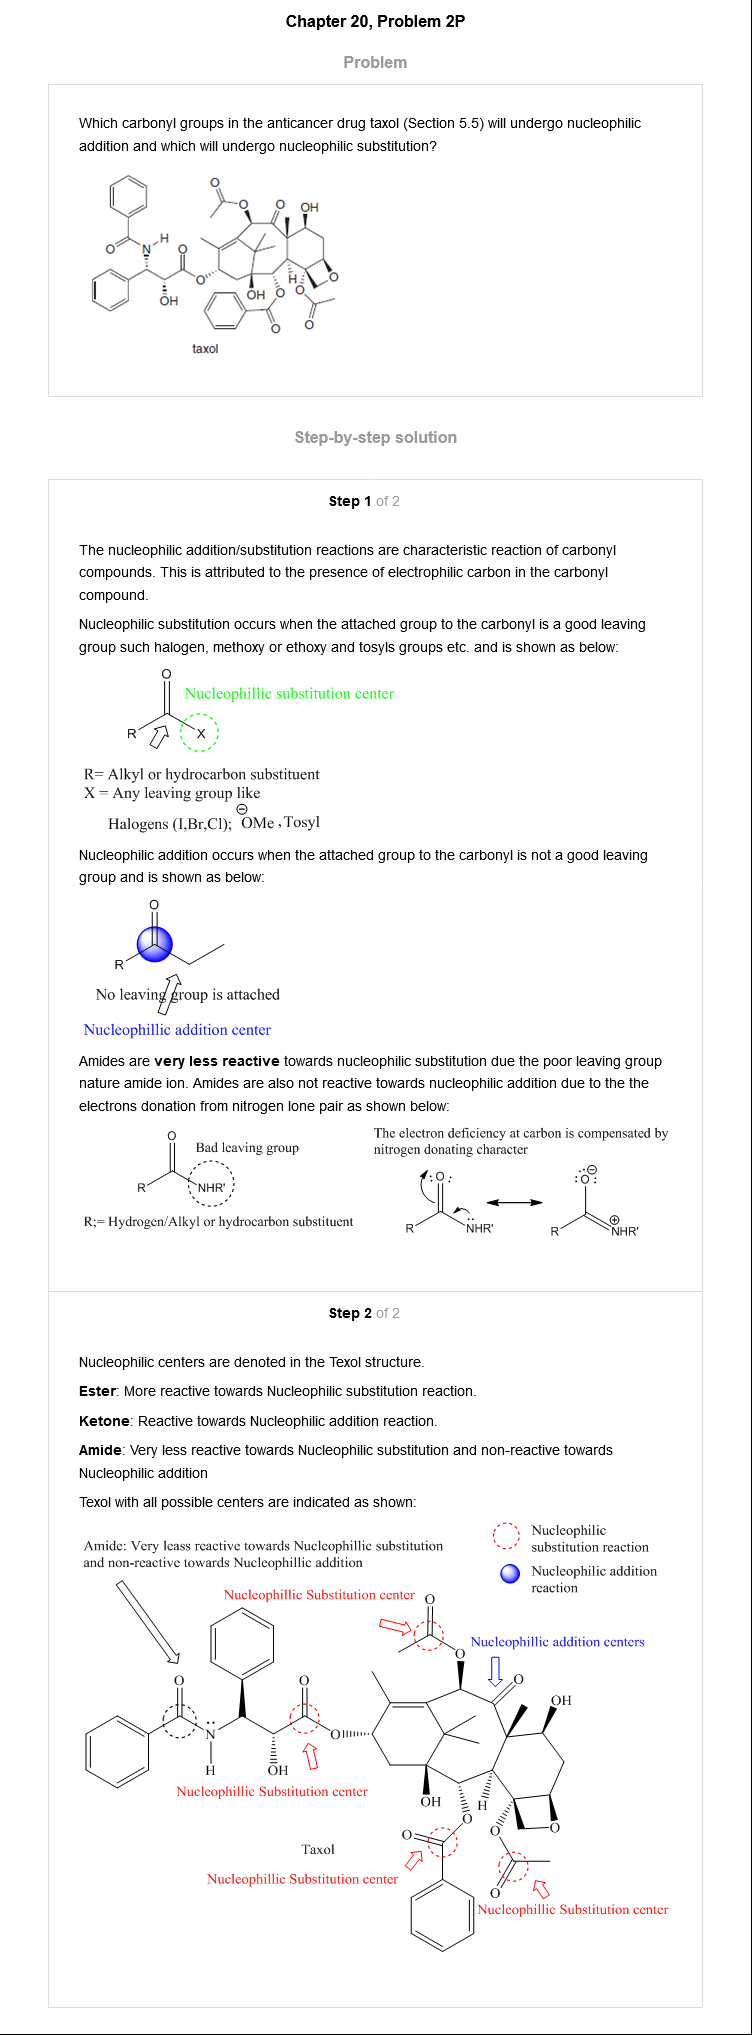 Chapter 20, Problem 2P
Problem
Which carbonyl groups in the anticancer drug taxol (Section 5.5) will undergo nucleophilic
addition and which will undergo nucleophilic substitution?
O
O
O
OH
O
N
H
O
O
OH
OH
O
H
O
O
O
O
taxol
Step-by-step solution
Step 1 of 2
The nucleophilic addition/substitution reactions are characteristic reaction of carbonyl
compounds. This is attributed to the presence of electrophilic carbon in the carbonyl
compound.
Nucleophilic substitution occurs when the attached group to the carbonyl is a good leaving
group such halogen, methoxy or ethoxy and tosyls groups etc. and is shown as below:
O
Nucleophillic substitution center
R
X
R= Alkyl or hydrocarbon substituent
X = Any leaving group like
⊖
Halogens (I,Br,Cl); OMe , Tosyl
Nucleophilic addition occurs when the attached group to the carbonyl is not a good leaving
group and is shown as below:
O
R
No leaving group is attached
Nucleophillic addition center
Amides are very less reactive towards nucleophilic substitution due the poor leaving group
nature amide ion. Amides are also not reactive towards nucleophilic addition due to the the
electrons donation from nitrogen lone pair as shown below:
O
Bad leaving group
R
NHR'
R;= Hydrogen/Alkyl or hydrocarbon substituent
The electron deficiency at carbon is compensated by
nitrogen donating character
:O:
R
NHR'
⊖
:O:
R
⊕
NHR'
Step 2 of 2
Nucleophilic centers are denoted in the Texol structure.
Ester: More reactive towards Nucleophilic substitution reaction.
Ketone: Reactive towards Nucleophilic addition reaction.
Amide: Very less reactive towards Nucleophilic substitution and non-reactive towards
Nucleophilic addition
Texol with all possible centers are indicated as shown:
Nucleophilic
substitution reaction
Nucleophilic addition
reaction
Amide: Very leass reactive towards Nucleophillic substitution
and non-reactive towards Nucleophillic addition
Nucleophillic Substitution center
O
Nucleophillic addition centers
O
O
O
O
OH
N
H
OH
O
Nucleophillic Substitution center
OH
H
O
O
O
O
Taxol
Nucleophillic Substitution center
O
Nucleophillic Substitution center